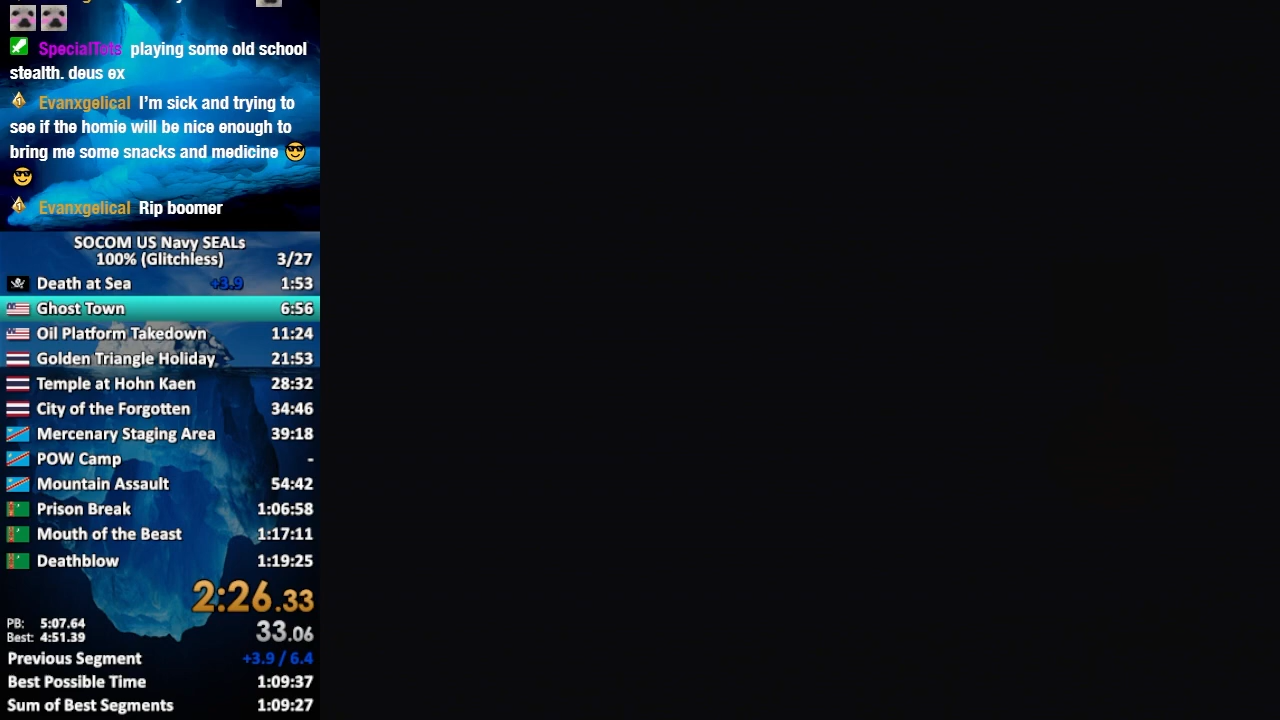 SpecialTots playing some old school
stealth. deus ex
Evanxgelical I'm sick and trying to
see if the homie will be nice enough to
bring me some snacks and medicine
Evanxgelical Rip boomer
SOCOM US Navy SEALs
100% (Glitchless) 3/27
Death at Sea +3.9 1:53
Ghost Town 6:56
Oil Platform Takedown 11:24
Golden Triangle Holiday 21:53
Temple at Hohn Kaen 28:32
City of the Forgotten 34:46
Mercenary Staging Area 39:18
POW Camp -
Mountain Assault 54:42
Prison Break 1:06:58
Mouth of the Beast 1:17:11
Deathblow 1:19:25
2:26.33
PB: 5:07.64
Best: 4:51.39
33.06
Previous Segment +3.9 / 6.4
Best Possible Time 1:09:37
Sum of Best Segments 1:09:27